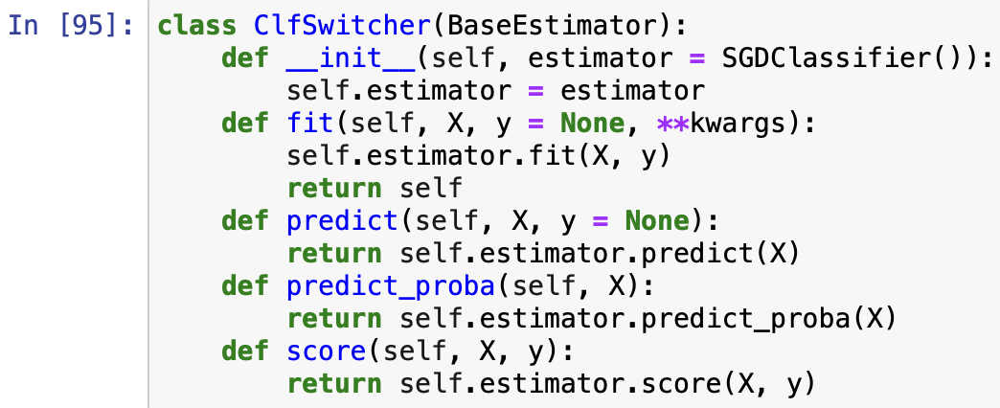 In [95]: class ClfSwitcher(BaseEstimator):
    def __init__(self, estimator = SGDClassifier()):
        self.estimator = estimator
    def fit(self, X, y = None, **kwargs):
        self.estimator.fit(X, y)
        return self
    def predict(self, X, y = None):
        return self.estimator.predict(X)
    def predict_proba(self, X):
        return self.estimator.predict_proba(X)
    def score(self, X, y):
        return self.estimator.score(X, y)